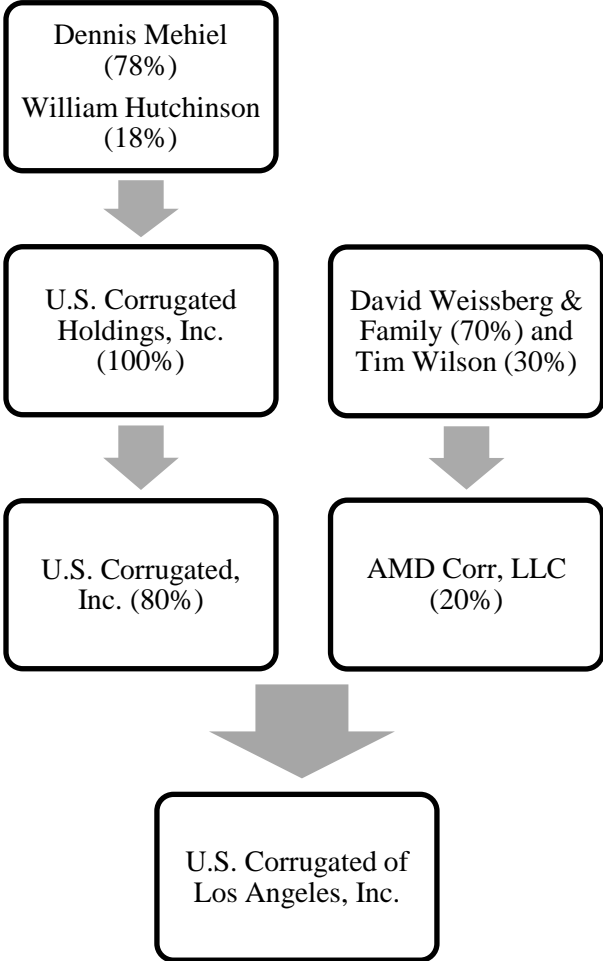 Dennis Mehiel
(78%)
William Hutchinson
(18%)
U.S. Corrugated
Holdings, Inc.
(100%)
David Weissberg &
Family (70%) and
Tim Wilson (30%)
U.S. Corrugated,
Inc. (80%)
AMD Corr, LLC
(20%)
U.S. Corrugated of
Los Angeles, Inc.